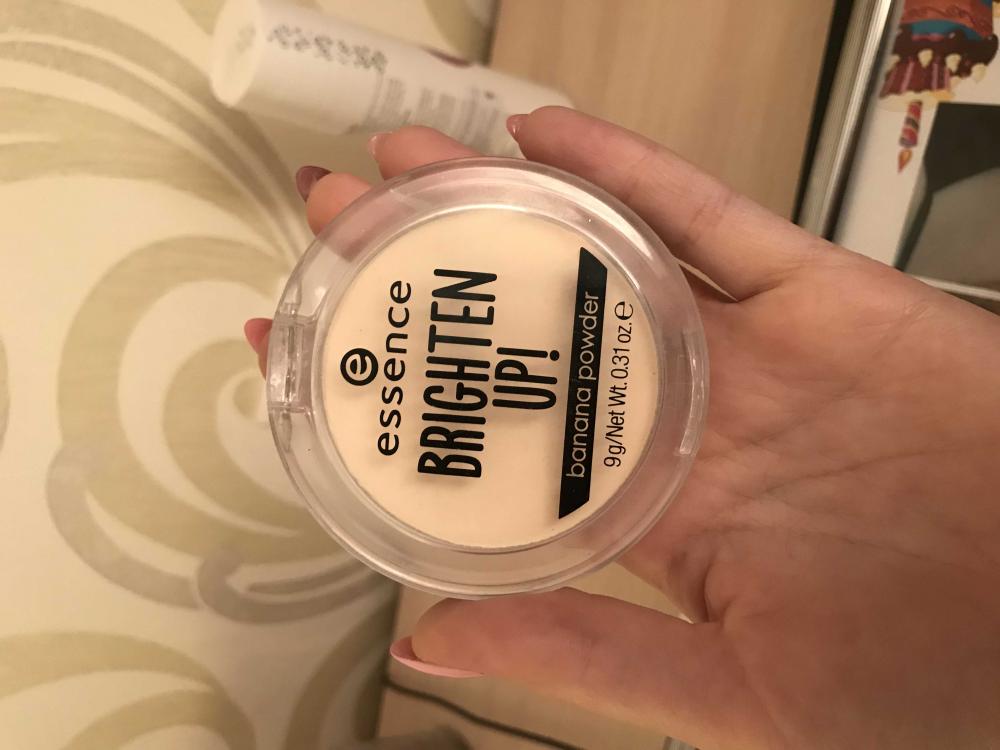 e
essence
BRIGHTEN
UP!
banana powder
9g/Net Wt. 0.31 oz. ℮